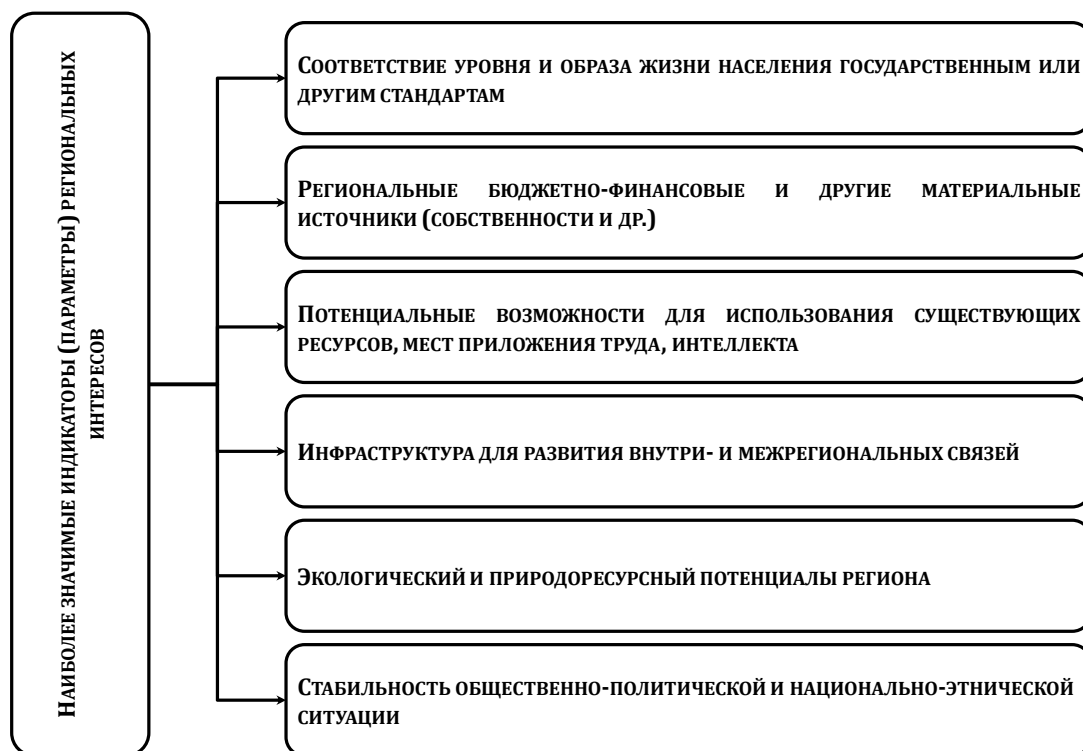 Наиболее значимые индикаторы (параметры) региональных
интересов
Соответствие уровня и образа жизни населения государственным или
другим стандартам
Региональные бюджетно-финансовые и другие материальные
источники (собственности и др.)
Потенциальные возможности для использования существующих
ресурсов, мест приложения труда, интеллекта
Инфраструктура для развития внутри- и межрегиональных связей
Экологический и природоресурсный потенциалы региона
Стабильность общественно-политической и национально-этнической
ситуации